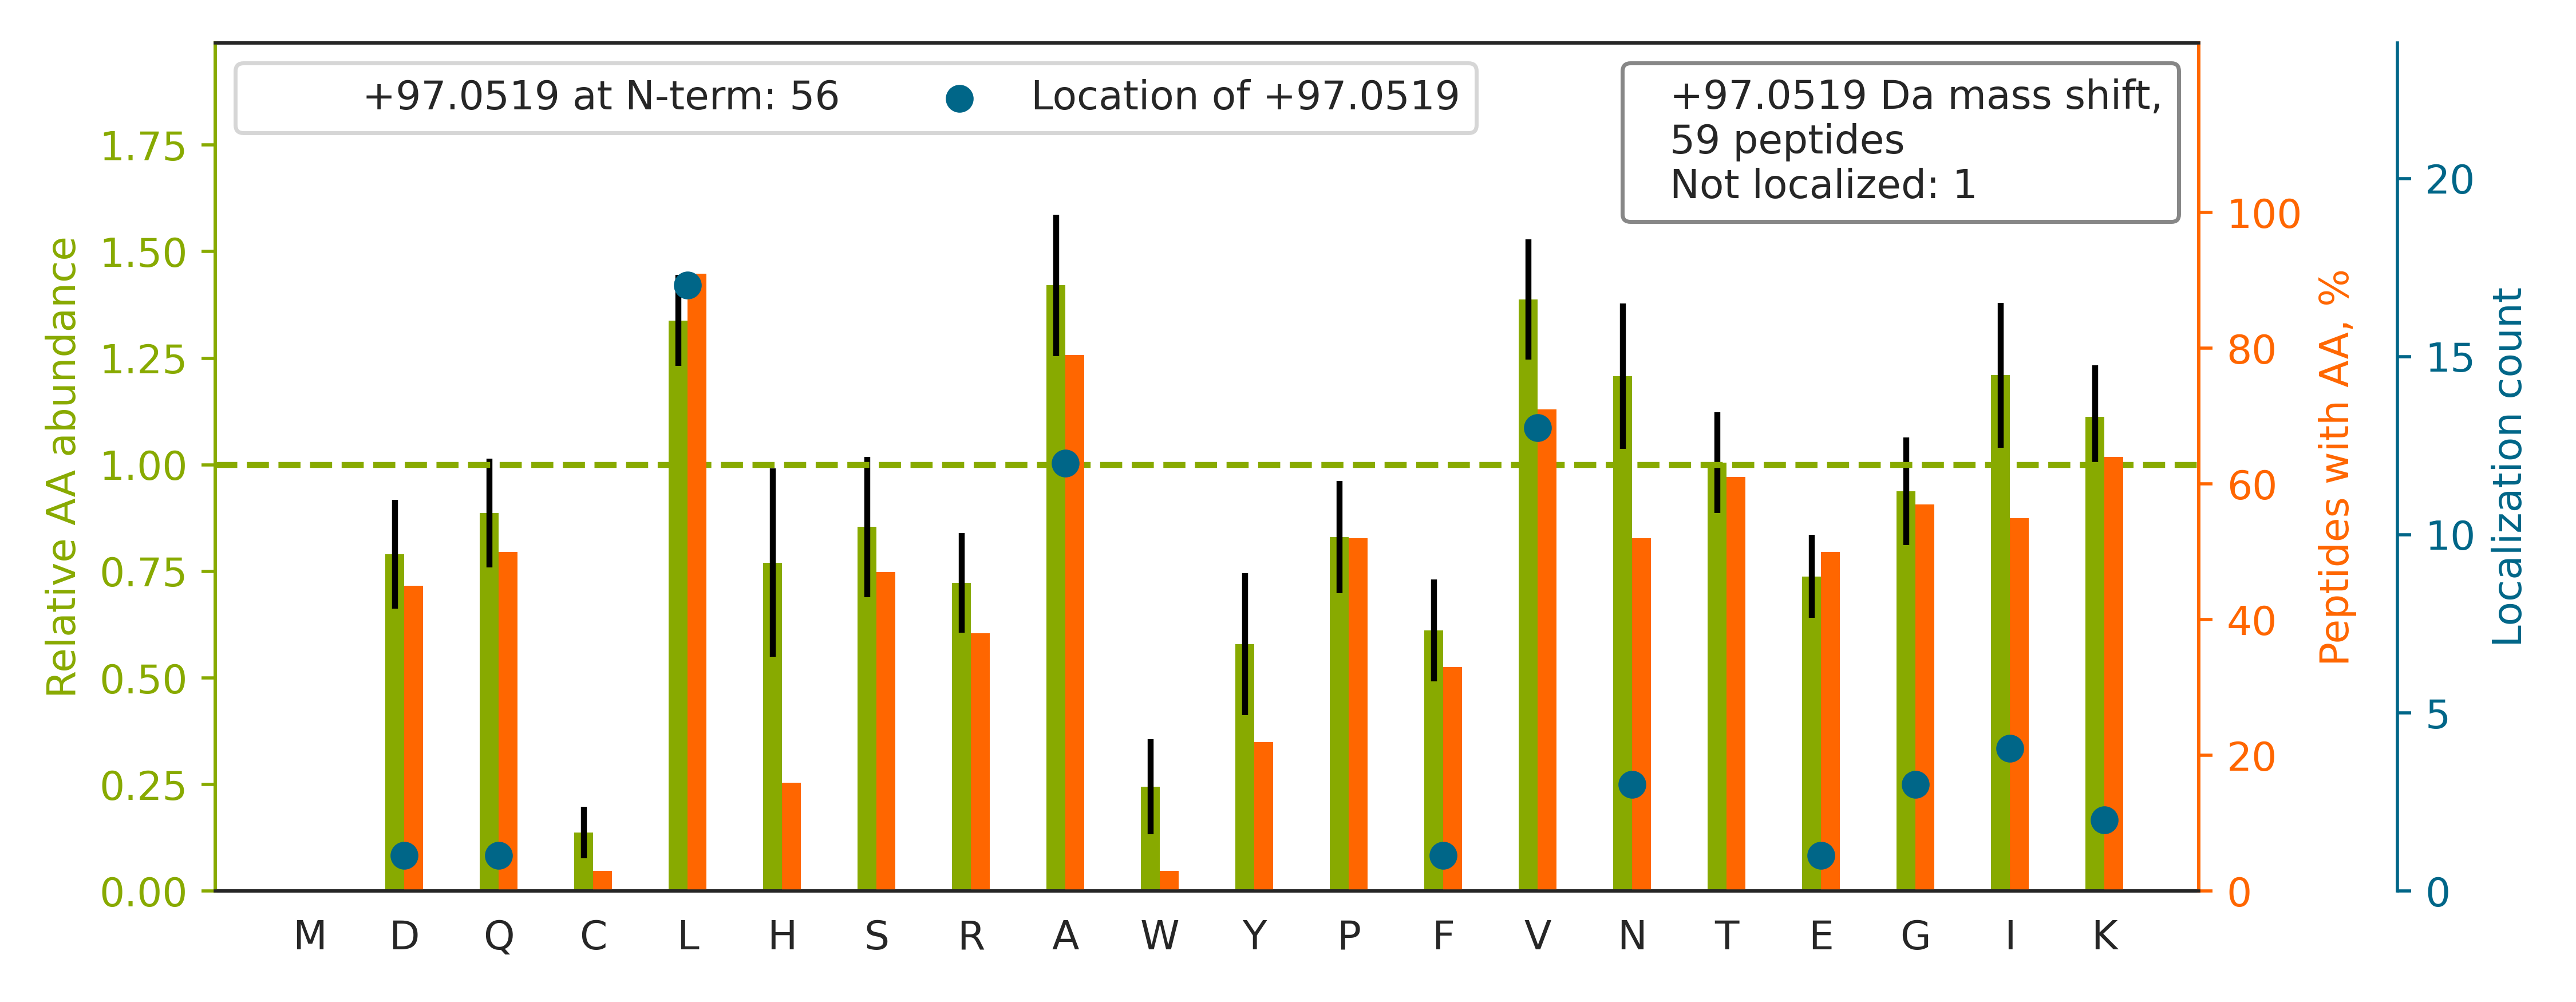 +97.0519 at N-term: 56
Location of +97.0519
+97.0519 Da mass shift,
59 peptides
Not localized: 1
Relative AA abundance
1.75
1.50
1.25
1.00
0.75
0.50
0.25
0.00
M D Q C L H S R A W Y P F V N T E G I K
100
80
60
40
20
0
Peptides with AA, %
20
15
10
5
0
Localization count